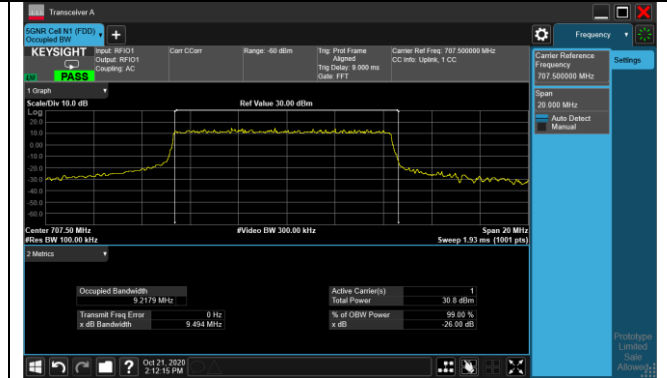 Transceiver A
5GNR Cell N1 (FDD)
Occupied BW
Frequency
KEYSIGHT
Input: RFIO1
Output: RFIO1
Coupling: AC
Corr CCorr
Range: -60 dBm
Trig: Prot Frame
Aligned
Trig Delay: 9.000 ms
Gate: FFT
Carrier Ref Freq: 707.500000 MHz
CC Info: Uplink, 1 CC
PASS
1 Graph
Scale/Div 10.0 dB
Ref Value 30.00 dBm
Log
20.0
10.0
0.00
-10.0
-20.0
-30.0
-40.0
-50.0
-60.0
Center 707.50 MHz
#Video BW 300.00 kHz
Span 20 MHz
#Res BW 100.00 kHz
Sweep 1.93 ms (1001 pts)
2 Metrics
Occupied Bandwidth
9.2179 MHz
Active Carrier(s) 1
Total Power 30.8 dBm
Transmit Freq Error 0 Hz
x dB Bandwidth 9.494 MHz
% of OBW Power 99.00 %
x dB -26.00 dB
Carrier Reference
Frequency
707.500000 MHz
Settings
Span
20.000 MHz
Auto Detect
Manual
Prototype
Limited
Sale
Allowed
?
Oct 21, 2020
2:12:15 PM